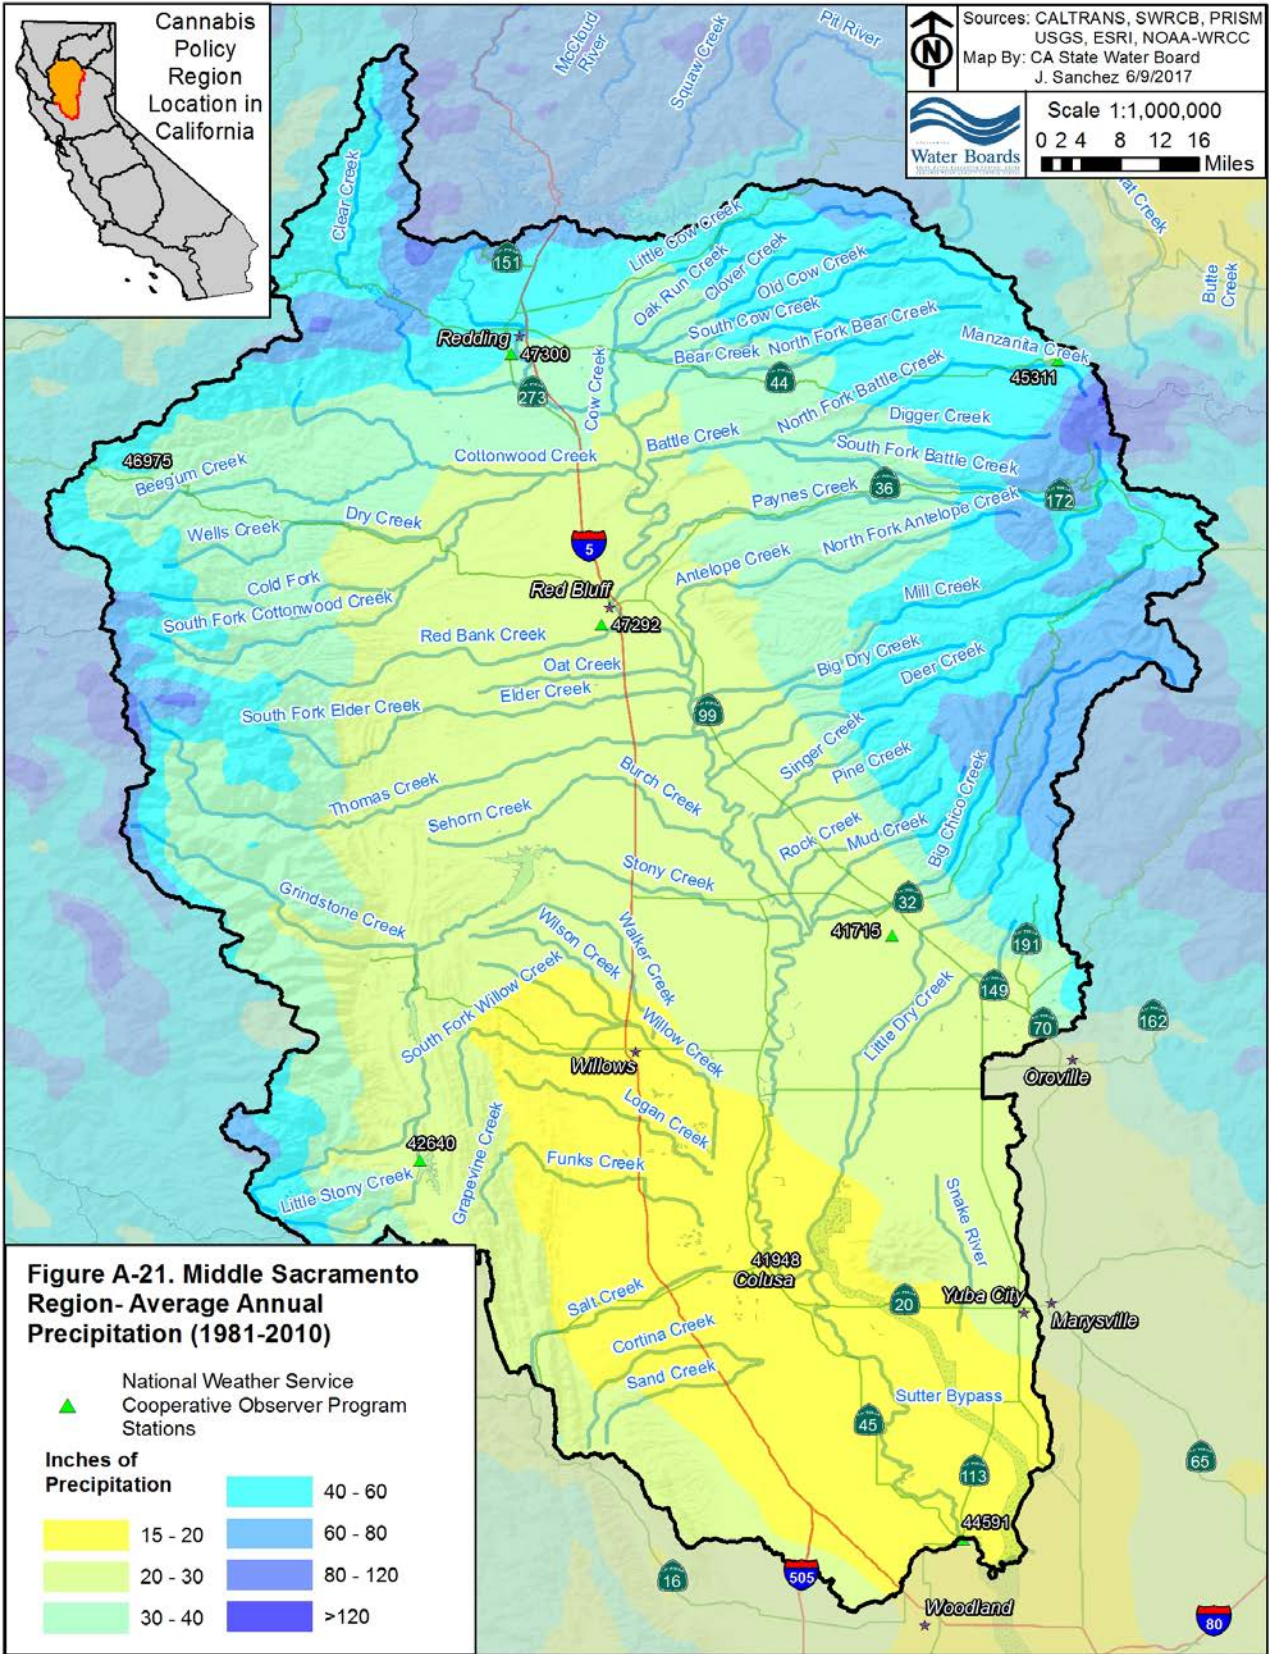 Cannabis
Policy
Region
Location in
California
McCloud
River
Squaw Creek
Pit River
N
Sources: CALTRANS, SWRCB, PRISM
USGS, ESRI, NOAA-WRCC
Map By: CA State Water Board
J. Sanchez 6/9/2017
Water Boards
Scale 1:1,000,000
0 2 4 8 12 16
Miles
Butte
Creek
Clear Creek
151
Little Cow Creek
Oak Run Creek
Clover Creek
Old Cow Creek
South Cow Creek
North Fork Bear Creek
Bear Creek
Manzanita Creek
Redding
47300
45311
273
44
Cow Creek
North Fork Battle Creek
Digger Creek
Battle Creek
South Fork Battle Creek
46975
Beegum Creek
Cottonwood Creek
Paynes Creek
36
172
Wells Creek
Dry Creek
5
North Fork Antelope Creek
Antelope Creek
Cold Fork
South Fork Cottonwood Creek
Red Bluff
47292
Mill Creek
Red Bank Creek
Oat Creek
Elder Creek
Big Dry Creek
Deer Creek
South Fork Elder Creek
99
Singer Creek
Pine Creek
Thomas Creek
Burch Creek
Sehorn Creek
Rock Creek
Mud Creek
Big Chico Creek
Stony Creek
32
Grindstone Creek
Wilson Creek
Walker Creek
41715
191
149
South Fork Willow Creek
Willow Creek
Little Dry Creek
70
162
Willows
Oroville
Logan Creek
42640
Grapevine Creek
Funks Creek
Little Stony Creek
Snake River
41948
Colusa
Salt Creek
20
Yuba City
Marysville
Cortina Creek
Sand Creek
Sutter Bypass
45
113
65
44591
16
505
Woodland
80
Figure A-21. Middle Sacramento
Region- Average Annual
Precipitation (1981-2010)
National Weather Service
Cooperative Observer Program
Stations
Inches of
Precipitation
15 - 20
20 - 30
30 - 40
40 - 60
60 - 80
80 - 120
>120